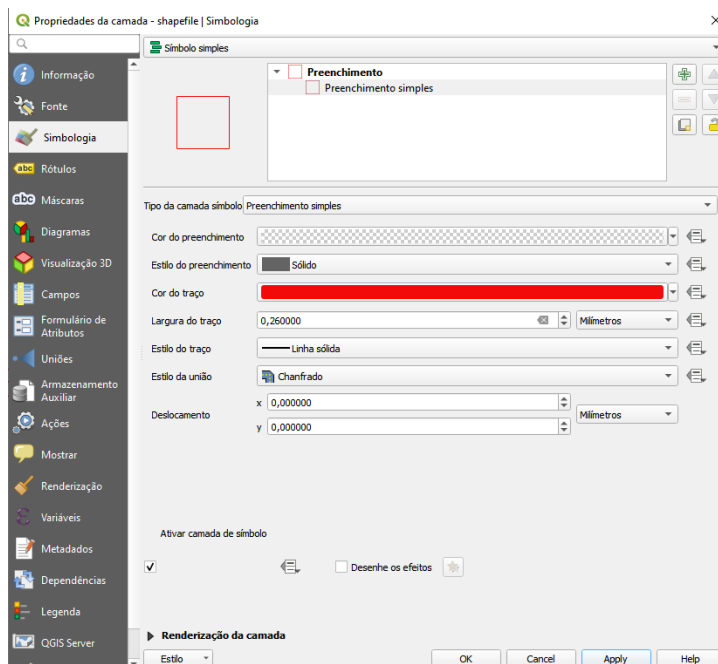 Propriedades da camada - shapefile | Simbologia
Informação
Fonte
Simbologia
abc Rótulos
abc Máscaras
Diagramas
Visualização 3D
Campos
Formulário de
Atributos
Uniões
Armazenamento
Auxiliar
Ações
Mostrar
Renderização
Variáveis
Metadados
Dependências
Legenda
QGIS Server
Símbolo simples
Preenchimento
Preenchimento simples
Tipo da camada símbolo Preenchimento simples
Cor do preenchimento
Estilo do preenchimento Sólido
Cor do traço
Largura do traço 0,260000 Milímetros
Estilo do traço Linha sólida
Estilo da união Chanfrado
Deslocamento x 0,000000 Milímetros
y 0,000000
Ativar camada de símbolo
Desenhe os efeitos
Renderização da camada
Estilo OK Cancel Apply Help